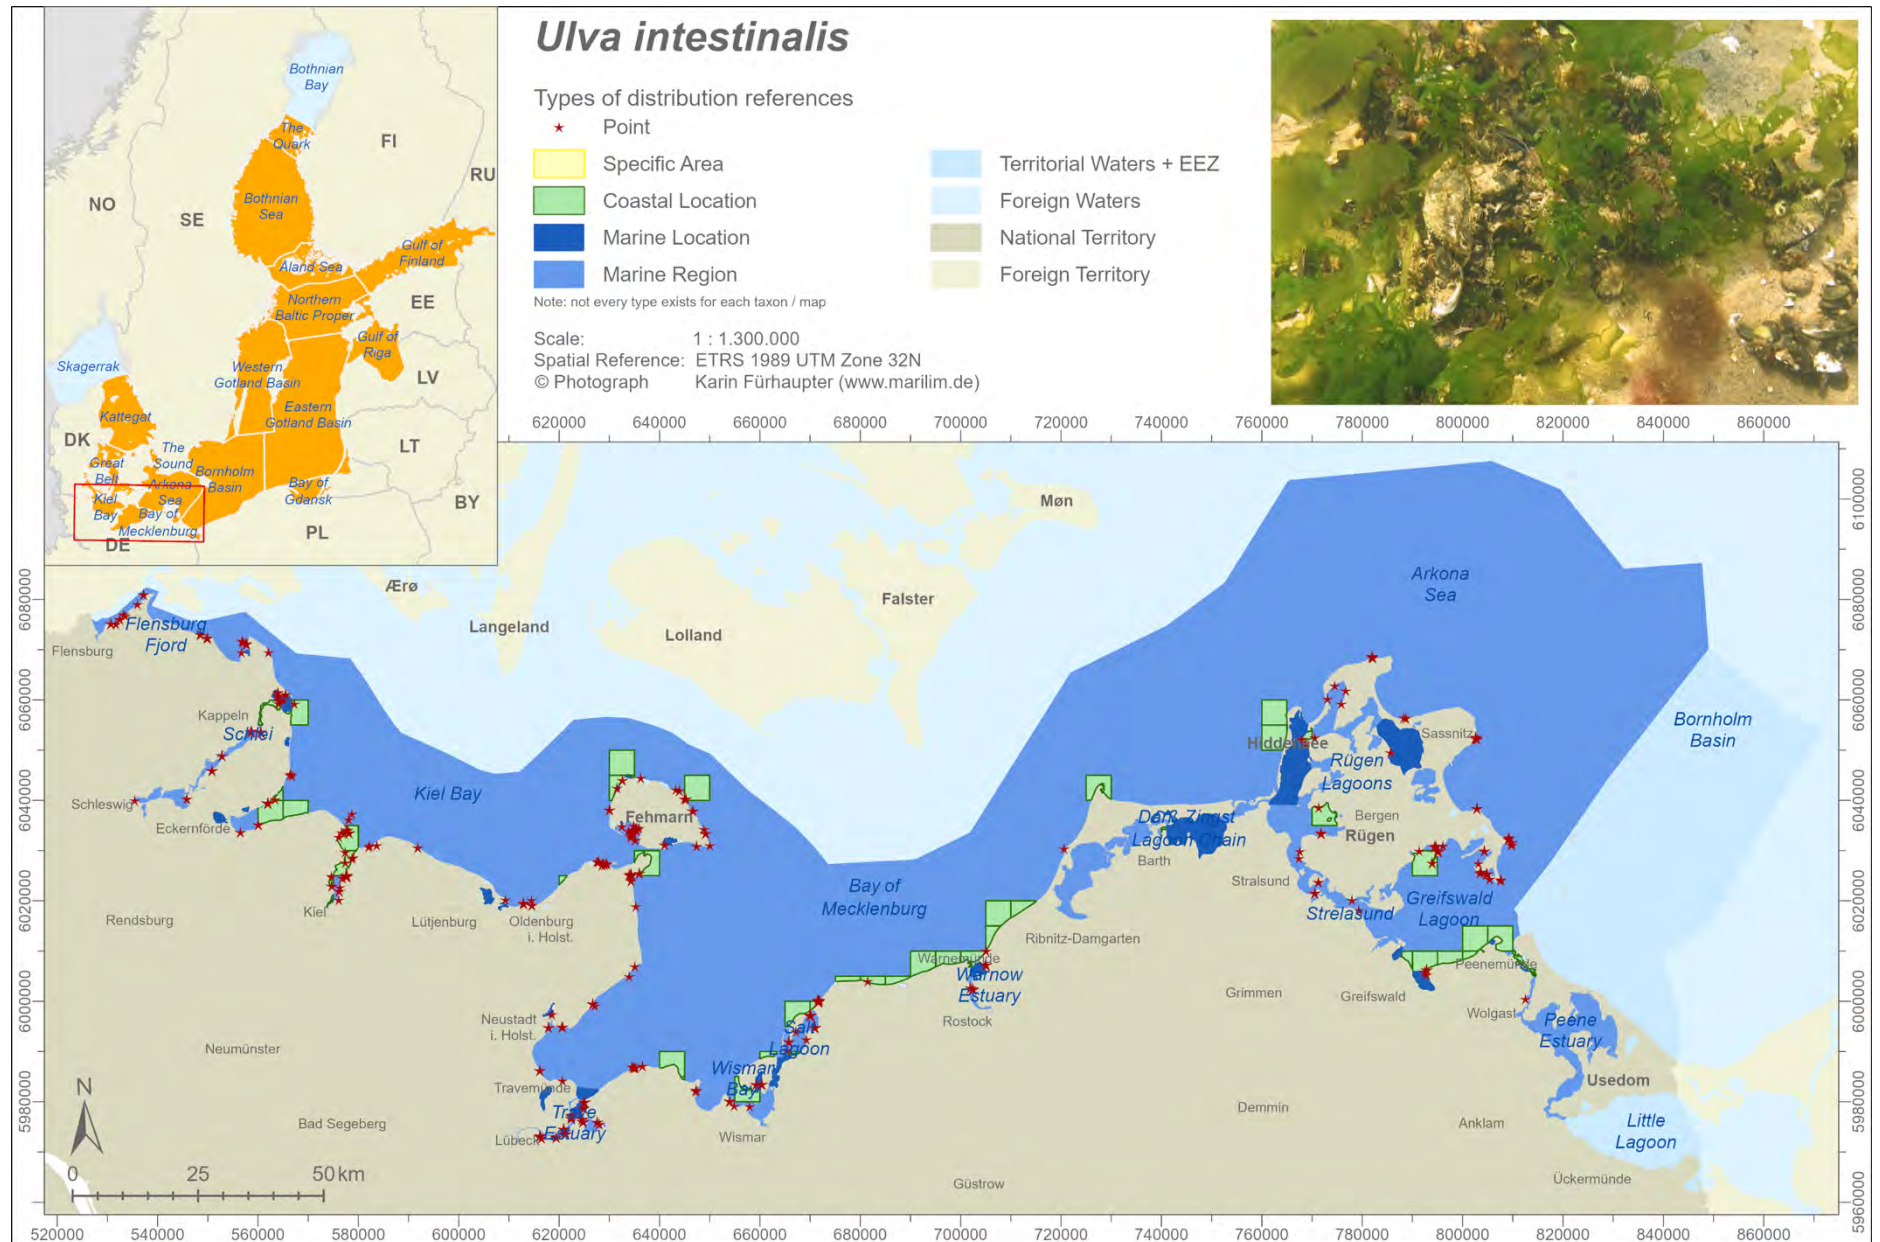 Ulva intestinalis
Types of distribution references
Point
Specific Area
Coastal Location
Marine Location
Marine Region
Territorial Waters + EEZ
Foreign Waters
National Territory
Foreign Territory
Note: not every type exists for each taxon / map
Scale: 1 : 1.300.000
Spatial Reference: ETRS 1989 UTM Zone 32N
© Photograph Karin Fürhaupter (www.marilim.de)
Bothnian
Bay
The
Quark
FI
RU
NO
SE
Bothnian
Sea
Gulf of
Finland
Åland Sea
Northern
Baltic Proper
EE
Gulf of
Riga
Skagerrak
Western
Gotland Basin
LV
Kattegat
Eastern
Gotland Basin
DK
The
Sound
LT
Great
Belt
Bornholm
Basin
Arkona
Sea
Bay of
Gdansk
Kiel
Bay
Bay of
Mecklenburg
BY
PL
DE
620000 640000 660000 680000 700000 720000 740000 760000 780000 800000 820000 840000 860000
6100000
6080000
6060000
6040000
6020000
6000000
5980000
5960000
6080000
6060000
6040000
6020000
6000000
5980000
Møn
Ærø
Langeland
Lolland
Falster
Arkona
Sea
Flensburg
Fjord
Flensburg
Kappeln
Schlei
Schleswig
Eckernförde
Kiel Bay
Fehmarn
Hiddensee
Sassnitz
Rügen
Lagoons
Bornholm
Basin
Bergen
Rügen
Darß-Zingst
Lagoon Chain
Barth
Stralsund
Bay of
Mecklenburg
Strelasund
Greifswald
Lagoon
Rendsburg
Kiel
Lütjenburg
Oldenburg
i. Holst.
Ribnitz-Damgarten
Warnemünde
Warnow
Estuary
Rostock
Peenemünde
Grimmen
Greifswald
Wolgast
Peene
Estuary
Neustadt
i. Holst.
Neumünster
Salt
Lagoon
Wismar
Bay
Travemünde
Trave
Estuary
Usedom
Bad Segeberg
Lübeck
Wismar
Demmin
Anklam
Little
Lagoon
Güstrow
Ückermünde
N
0 25 50 km
520000 540000 560000 580000 600000 620000 640000 660000 680000 700000 720000 740000 760000 780000 800000 820000 840000 860000